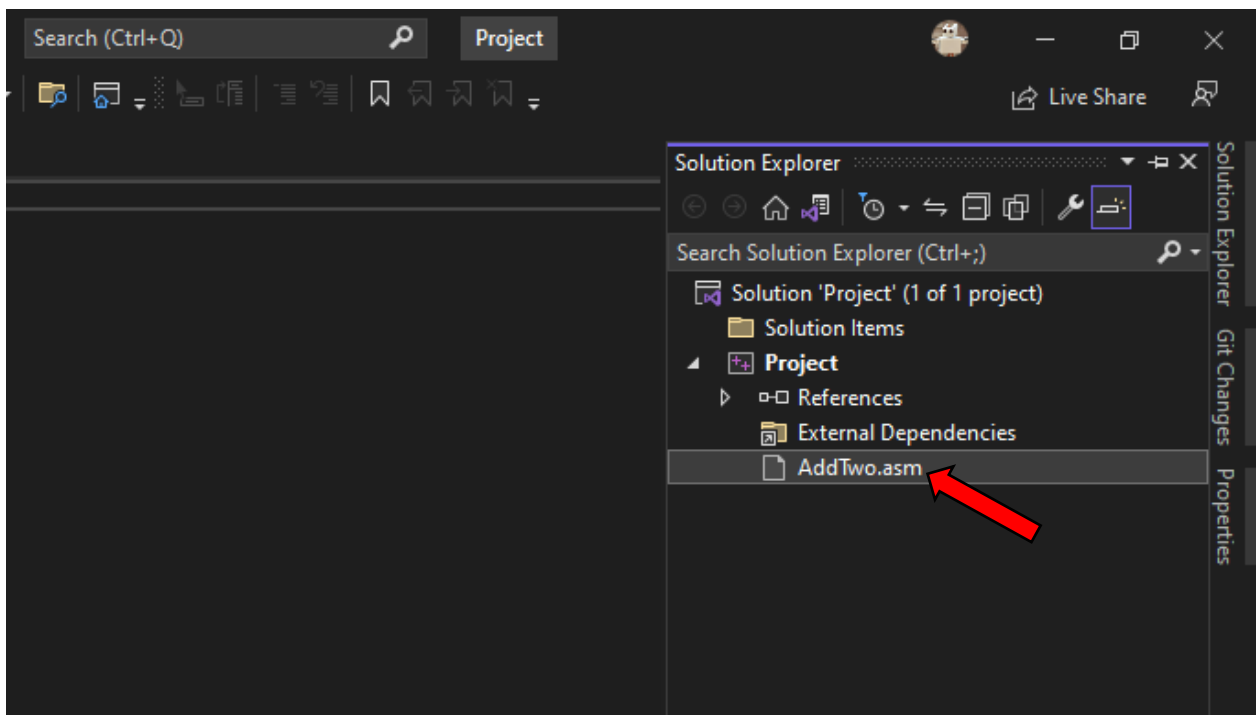 Search (Ctrl+Q)
Project
Live Share
Solution Explorer
Search Solution Explorer (Ctrl+;)
Solution 'Project' (1 of 1 project)
Solution Items
Project
References
External Dependencies
AddTwo.asm
Solution Explorer
Git Changes
Properties